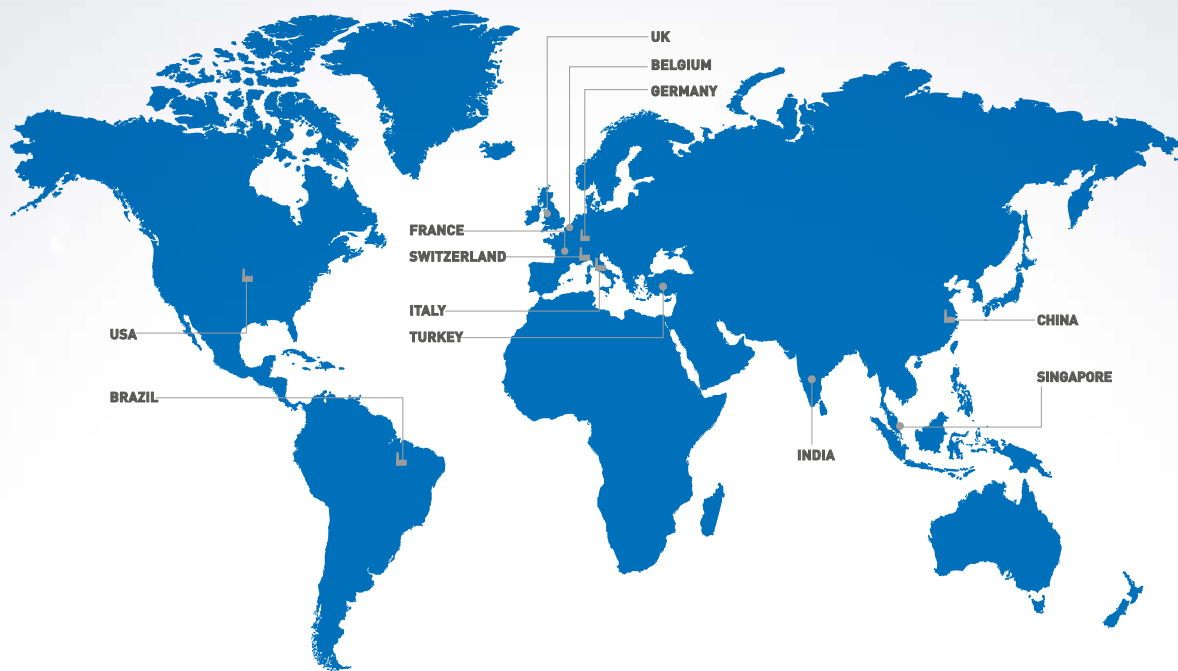 UK
BELGIUM
GERMANY
FRANCE
SWITZERLAND
ITALY
USA
TURKEY
CHINA
SINGAPORE
BRAZIL
INDIA